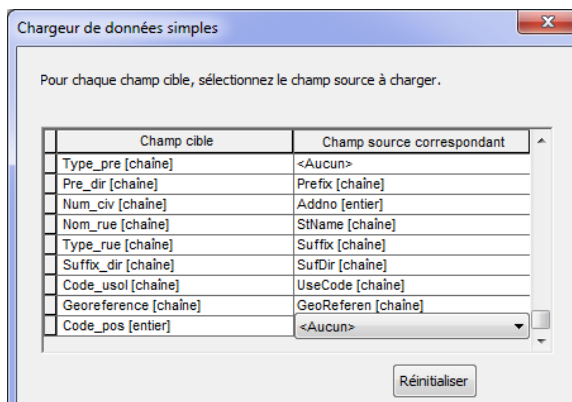 Chargeur de données simples
Pour chaque champ cible, sélectionnez le champ source à charger.
Champ cible Champ source correspondant
Type_pre [chaîne] <Aucun>
Pre_dir [chaîne] Prefix [chaîne]
Num_civ [chaîne] Addno [entier]
Nom_rue [chaîne] StName [chaîne]
Type_rue [chaîne] Suffix [chaîne]
Suffix_dir [chaîne] SufDir [chaîne]
Code_usol [chaîne] UseCode [chaîne]
Georeference [chaîne] GeoReferen [chaîne]
Code_pos [entier] <Aucun>
Réinitialiser